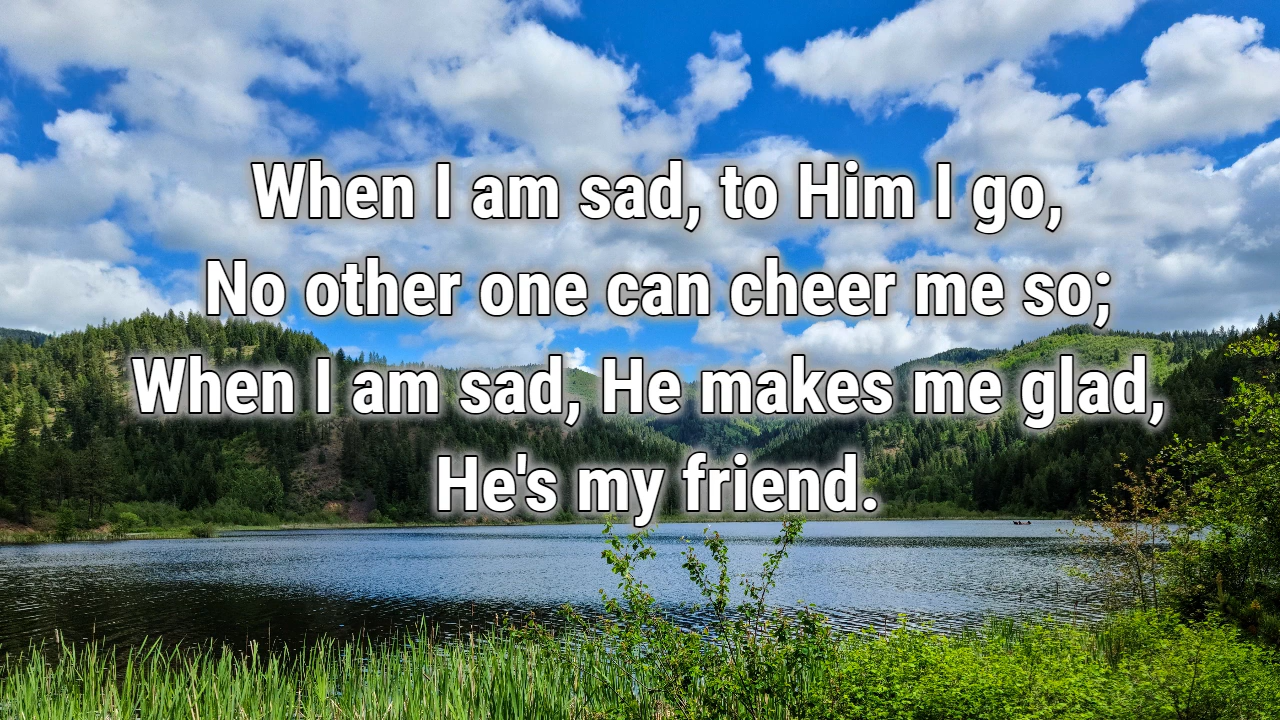 When I am sad, to Him I go,
No other one can cheer me so;
When I am sad, He makes me glad,
He's my friend.